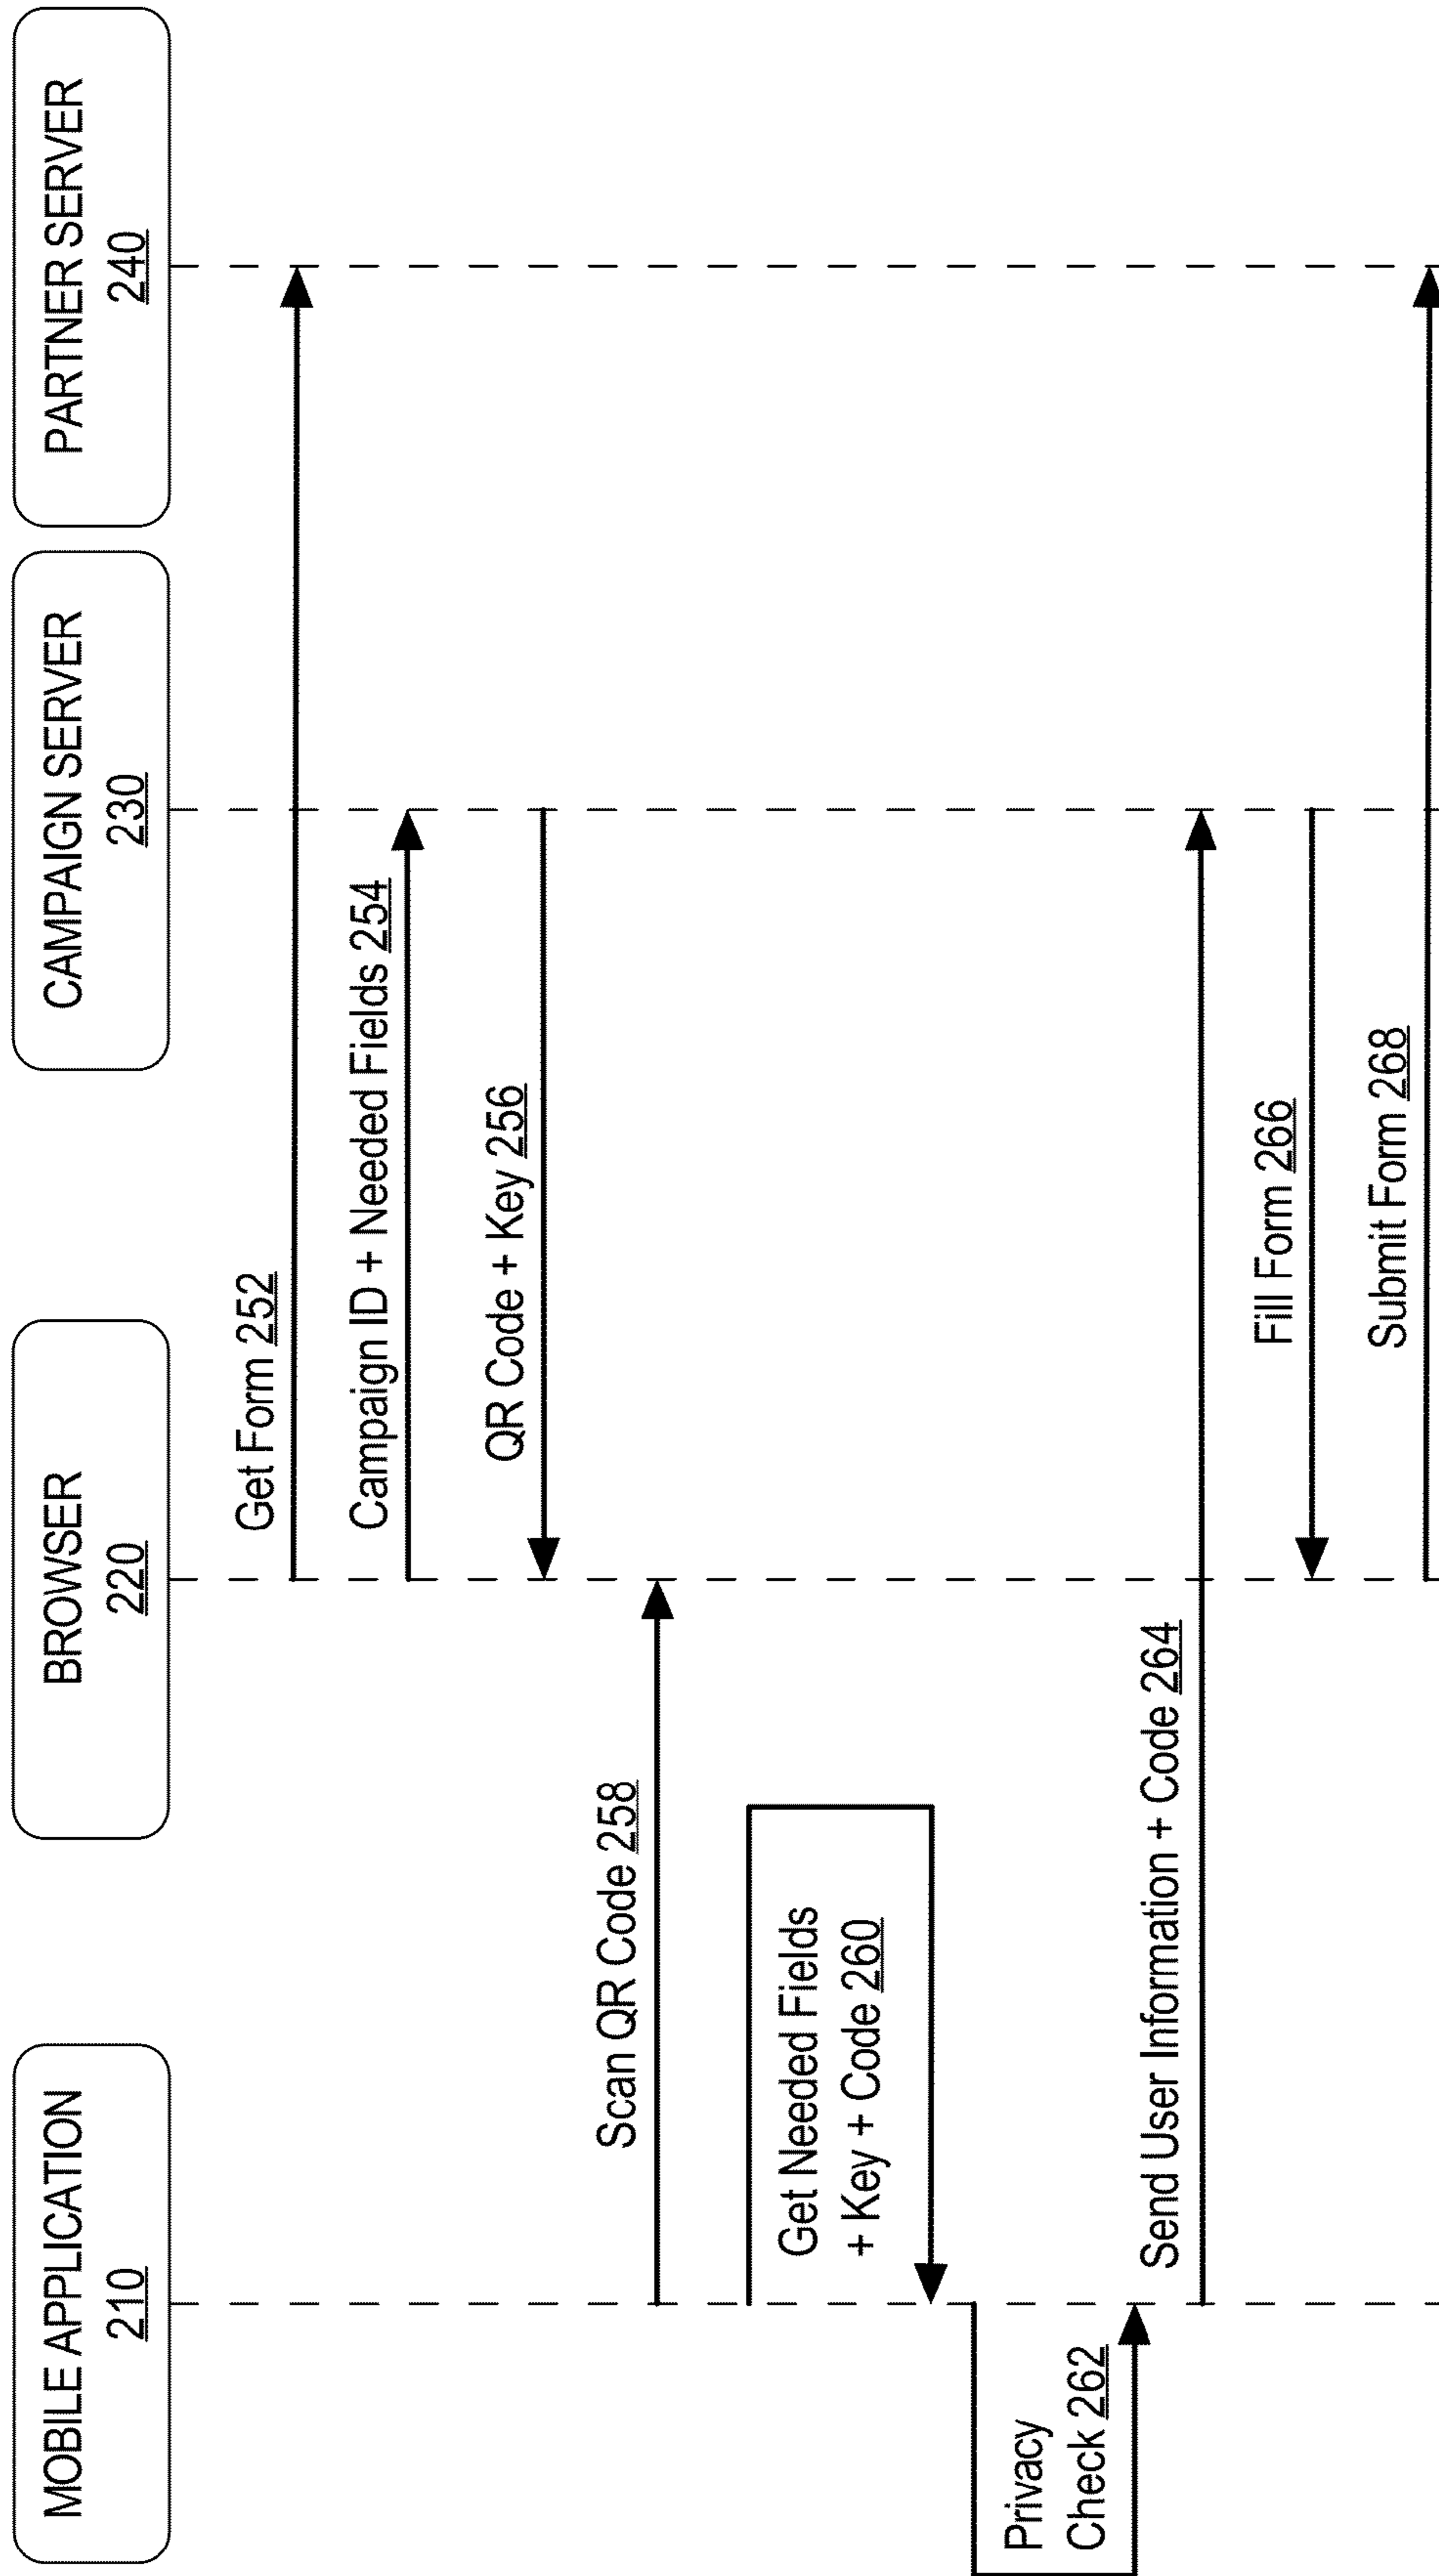 MOBILE APPLICATION
210
BROWSER
220
CAMPAIGN SERVER
230
PARTNER SERVER
240
Get Form 252
Campaign ID + Needed Fields 254
QR Code + Key 256
Scan QR Code 258
Get Needed Fields
+ Key + Code 260
Privacy
Check 262
Send User Information + Code 264
Fill Form 266
Submit Form 268